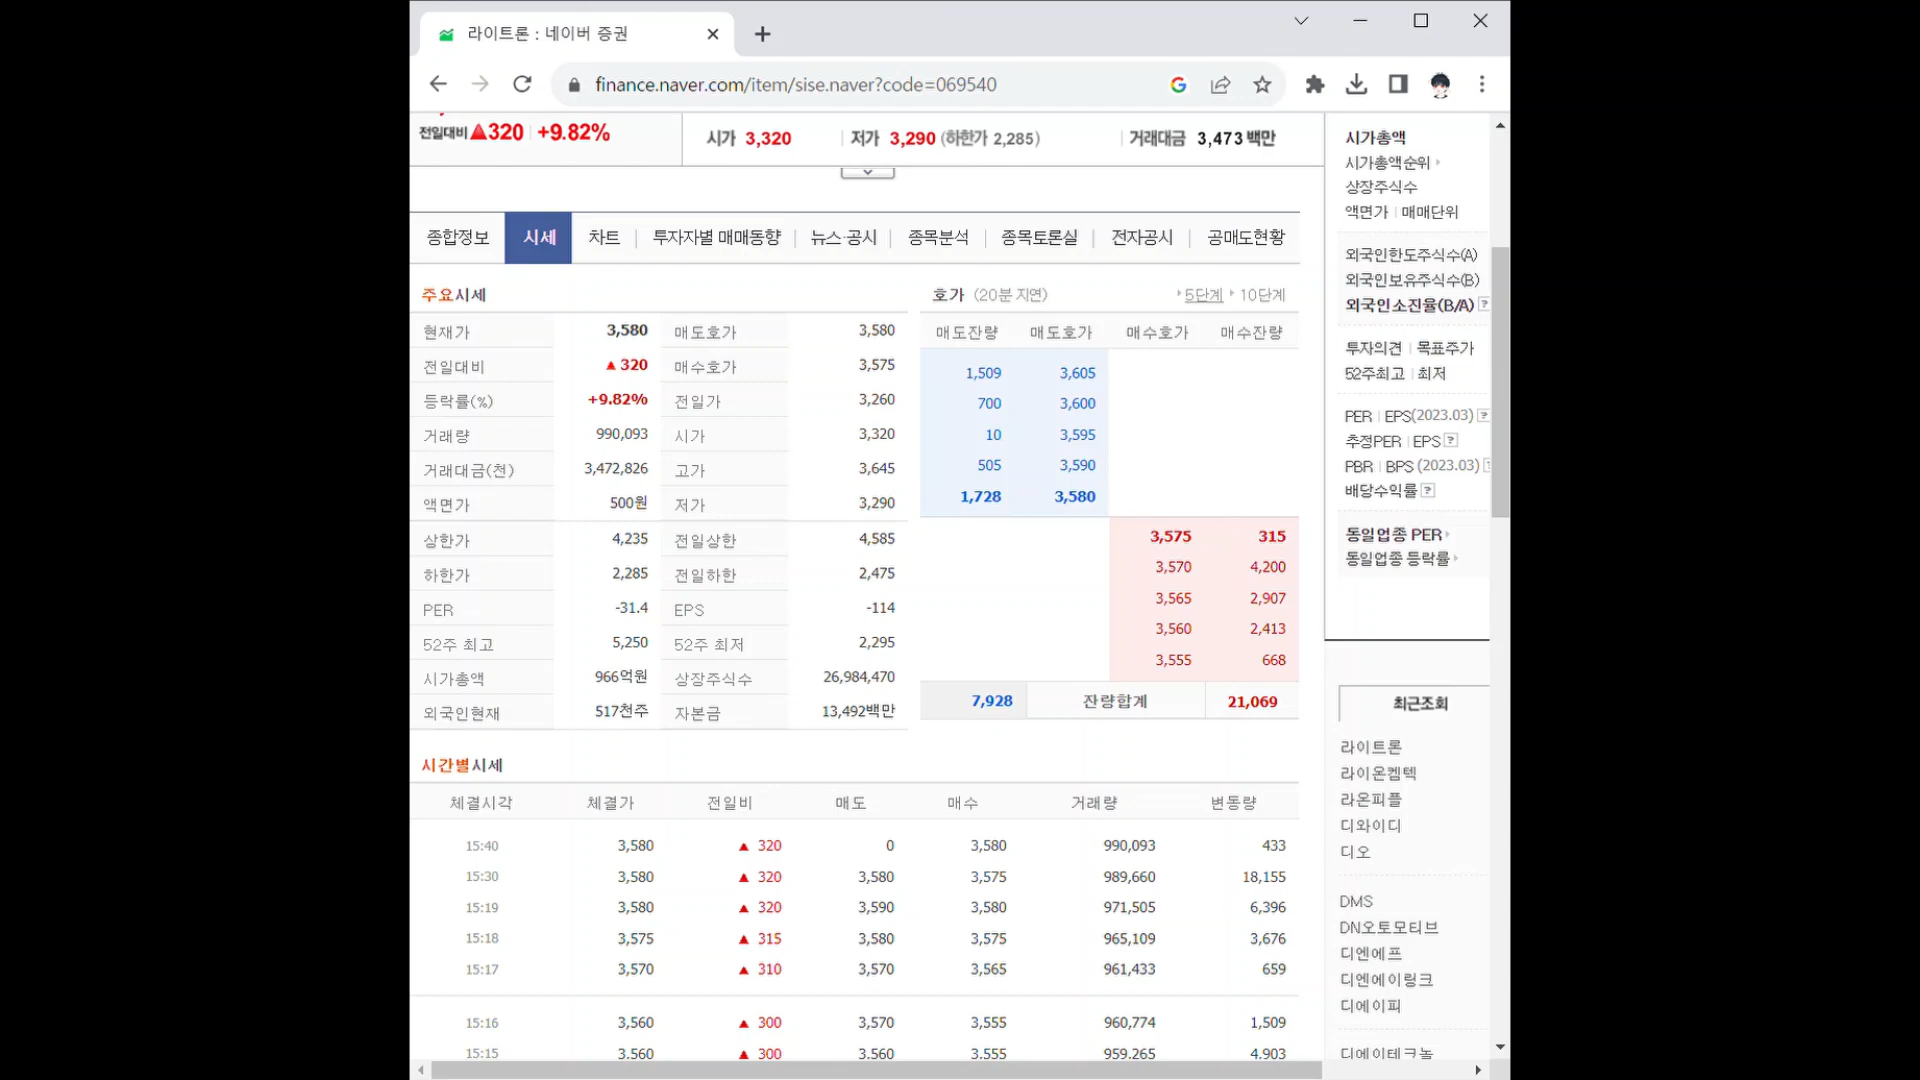 라이트론 : 네이버 증권
finance.naver.com/item/sise.naver?code=069540
전일대비 ▲320 +9.82%
시가 3,320 저가 3,290 (하한가 2,285) 거래대금 3,473 백만
종합정보 시세 차트 투자자별 매매동향 뉴스·공시 종목분석 종목토론실 전자공시 공매도현황
주요시세
현재가 3,580 매도호가 3,580
전일대비 ▲320 매수호가 3,575
등락률(%) +9.82% 전일가 3,260
거래량 990,093 시가 3,320
거래대금(천) 3,472,826 고가 3,645
액면가 500원 저가 3,290
상한가 4,235 전일상한 4,585
하한가 2,285 전일하한 2,475
PER -31.4 EPS -114
52주 최고 5,250 52주 최저 2,295
시가총액 966억원 상장주식수 26,984,470
외국인현재 517천주 자본금 13,492백만
호가 (20분 지연) 5단계 10단계
매도잔량 매도호가 매수호가 매수잔량
1,509 3,605
700 3,600
10 3,595
505 3,590
1,728 3,580
3,575 315
3,570 4,200
3,565 2,907
3,560 2,413
3,555 668
7,928 잔량합계 21,069
시간별시세
체결시각 체결가 전일비 매도 매수 거래량 변동량
15:40 3,580 ▲ 320 0 3,580 990,093 433
15:30 3,580 ▲ 320 3,580 3,575 989,660 18,155
15:19 3,580 ▲ 320 3,590 3,580 971,505 6,396
15:18 3,575 ▲ 315 3,580 3,575 965,109 3,676
15:17 3,570 ▲ 310 3,570 3,565 961,433 659
15:16 3,560 ▲ 300 3,570 3,555 960,774 1,509
15:15 3,560 ▲ 300 3,560 3,555 959,265 4,903
시가총액
시가총액순위
상장주식수
액면가 | 매매단위
외국인한도주식수(A)
외국인보유주식수(B)
외국인소진율(B/A) ?
투자의견 | 목표주가
52주최고 | 최저
PER | EPS(2023.03) ?
추정PER | EPS ?
PBR | BPS (2023.03) ?
배당수익률 ?
동일업종 PER
동일업종 등락률
최근조회
라이트론
라이온켐텍
라온피플
디와이디
디오
DMS
DN오토모티브
디엔에프
디엔에이링크
디에이피
디에이테크놀